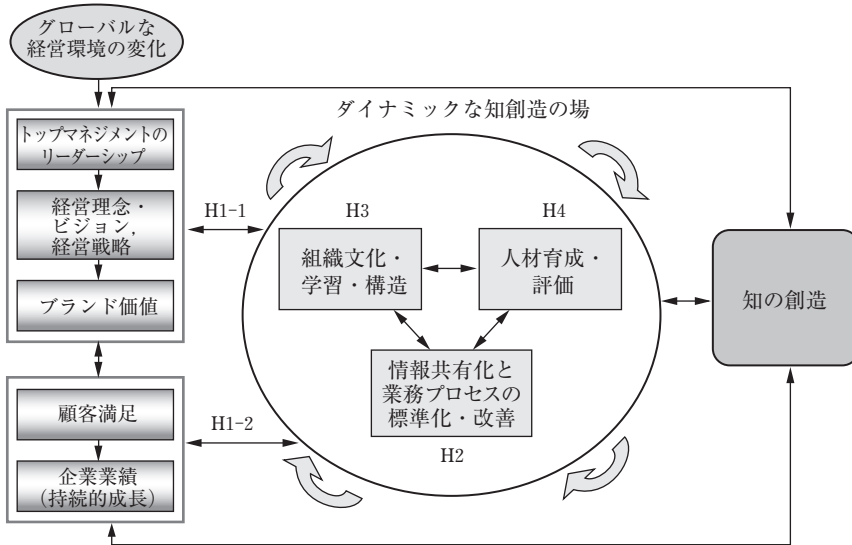 グローバルな
経営環境の変化
ダイナミックな知創造の場
トップマネジメントの
リーダーシップ
経営理念・
ビジョン,
経営戦略
ブランド価値
H1-1
H3
組織文化・
学習・構造
H4
人材育成・
評価
知の創造
情報共有化と
業務プロセスの
標準化・改善
H2
顧客満足
企業業績
(持続的成長)
H1-2